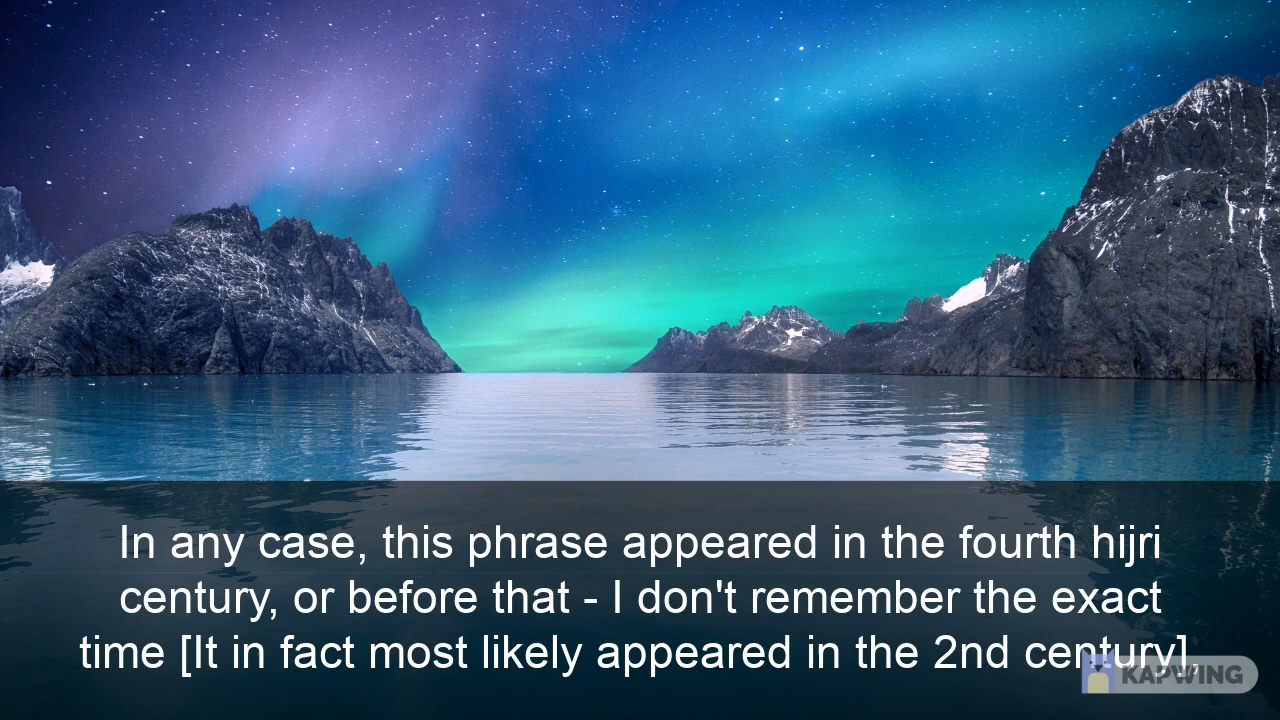 In any case, this phrase appeared in the fourth hijri
century, or before that - I don't remember the exact
time [It in fact most likely appeared in the 2nd century],
KAPWING